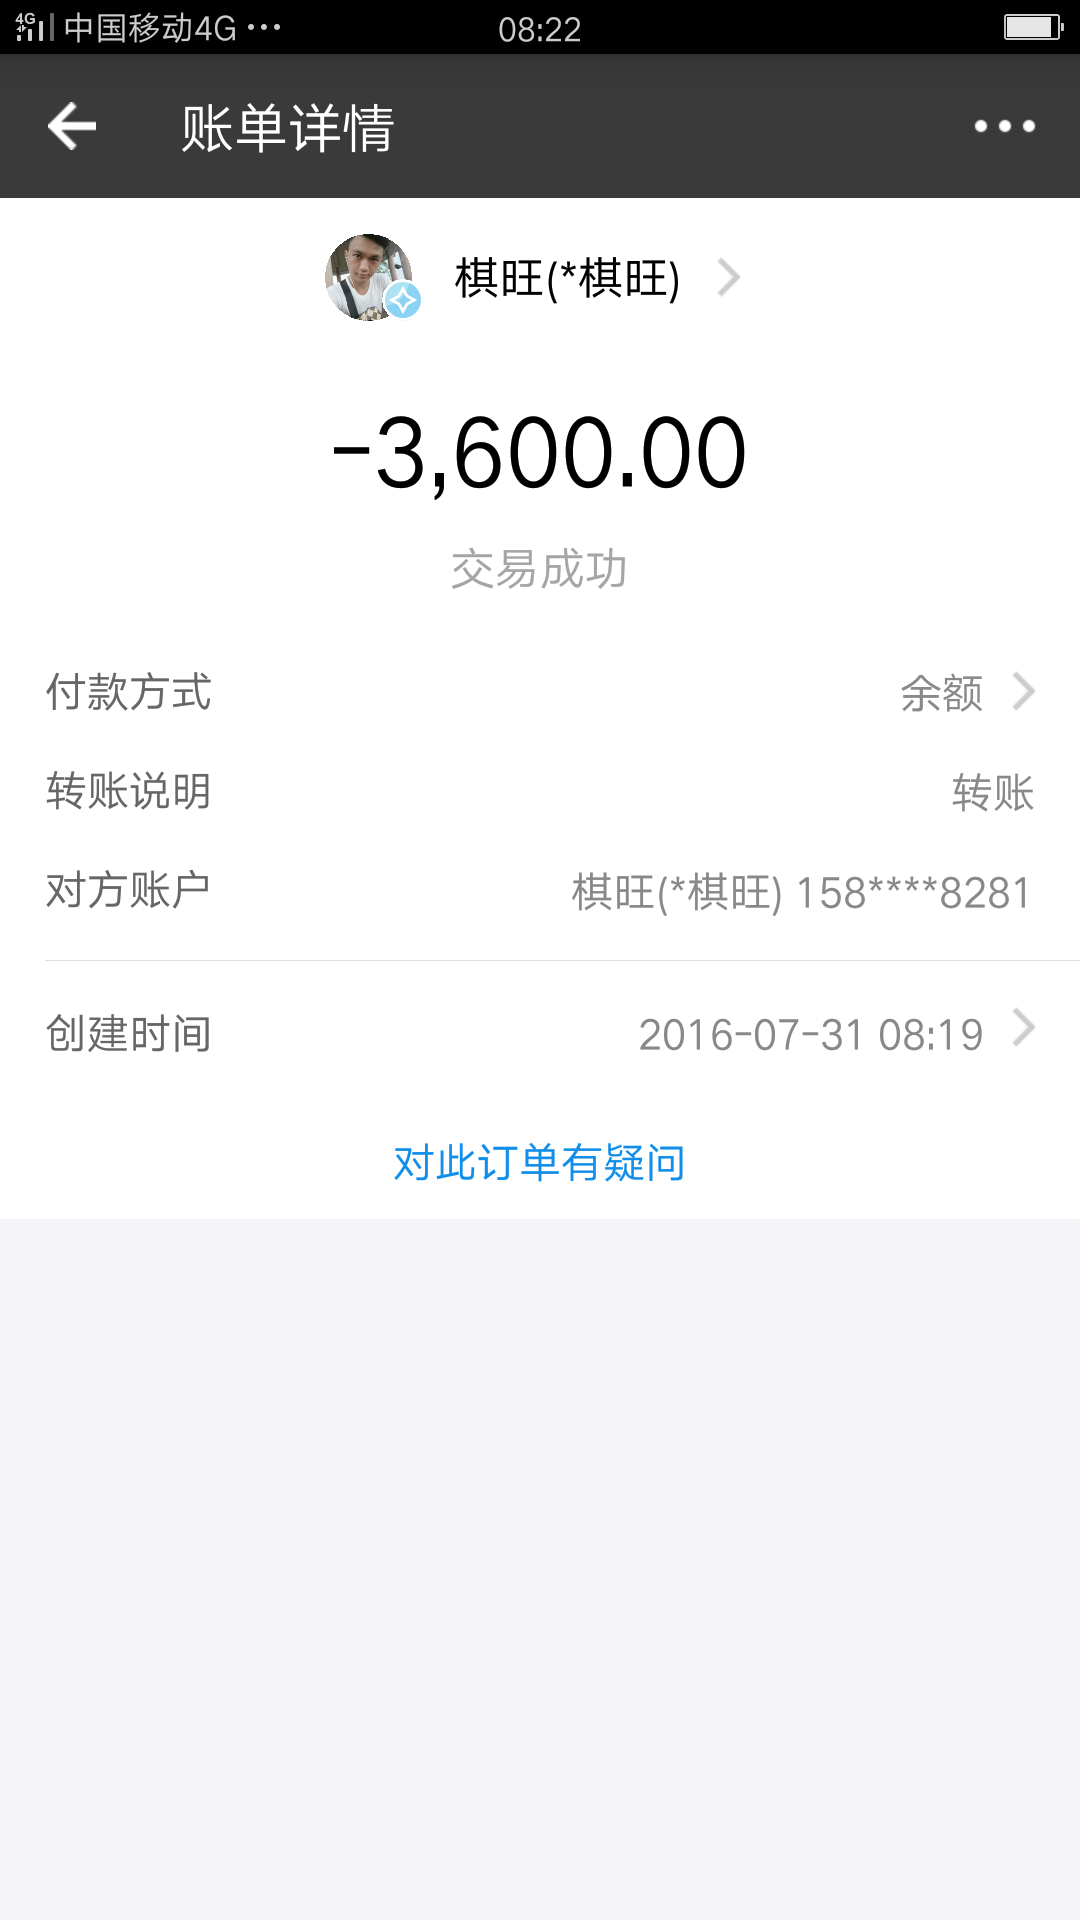 4G 中国移动4G ··· 08:22
账单详情
棋旺(*棋旺)
-3,600.00
交易成功
付款方式 余额
转账说明 转账
对方账户 棋旺(*棋旺) 158****8281
创建时间 2016-07-31 08:19
对此订单有疑问